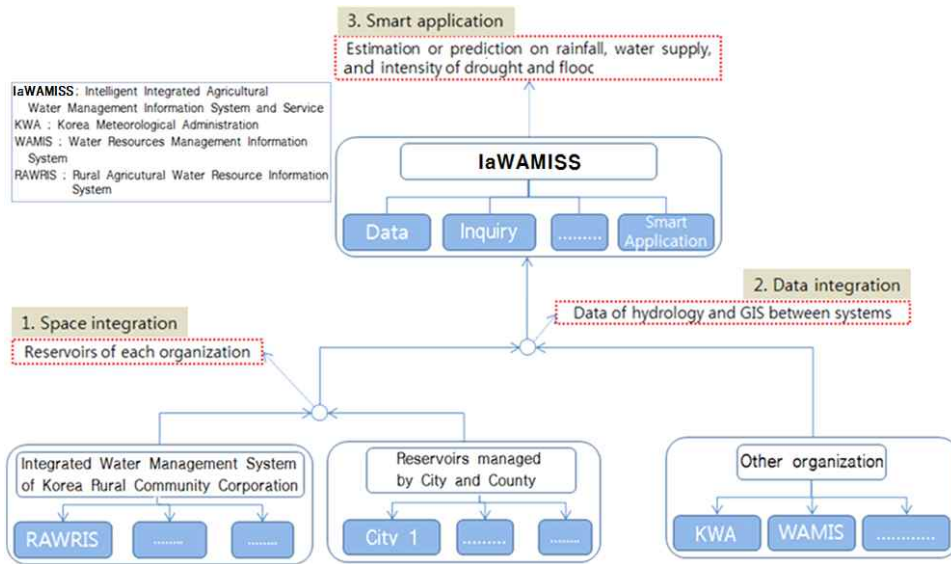 3. Smart application
Estimation or prediction on rainfall, water supply,
and intensity of drought and flooc
IaWAMISS : Intelligent Integrated Agricultural
Water Management Information System and Service
KWA : Korea Meteorological Administration
WAMIS : Water Resources Management Information
System
RAWRIS : Rural Agricutural Water Resource Information
System
IaWAMISS
Data
Inquiry
.........
Smart
Application
2. Data integration
Data of hydrology and GIS between systems
1. Space integration
Reservoirs of each organization
Integrated Water Management System
of Korea Rural Community Corporation
RAWRIS
........
........
Reservoirs managed
by City and County
City 1
.........
........
Other organization
KWA
WAMIS
...........